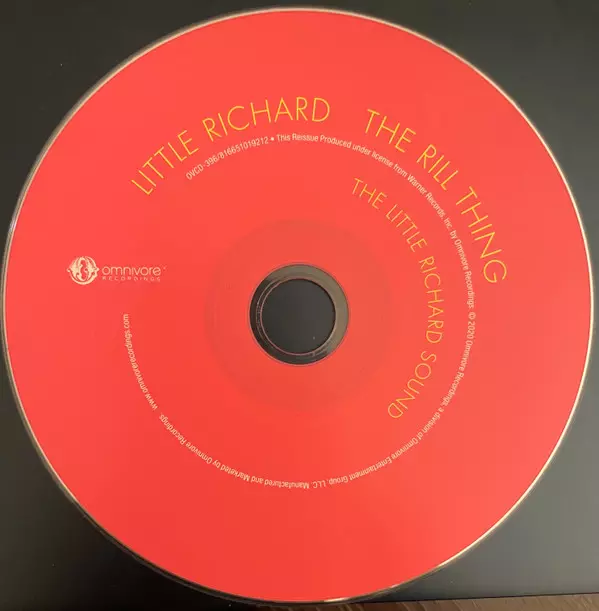 LITTLE RICHARD THE RILL THING
OVCD-396/816651019212 • This Reissue Produced under license from Warner Records, Inc. by Omnivore Recordings. © 2020 Omnivore Recordings, a division of Omnivore Entertainment Group, LLC. Manufactured and Marketed by Omnivore Recordings. www.omnivorerecordings.com
THE LITTLE RICHARD SOUND
omnivore
RECORDINGS